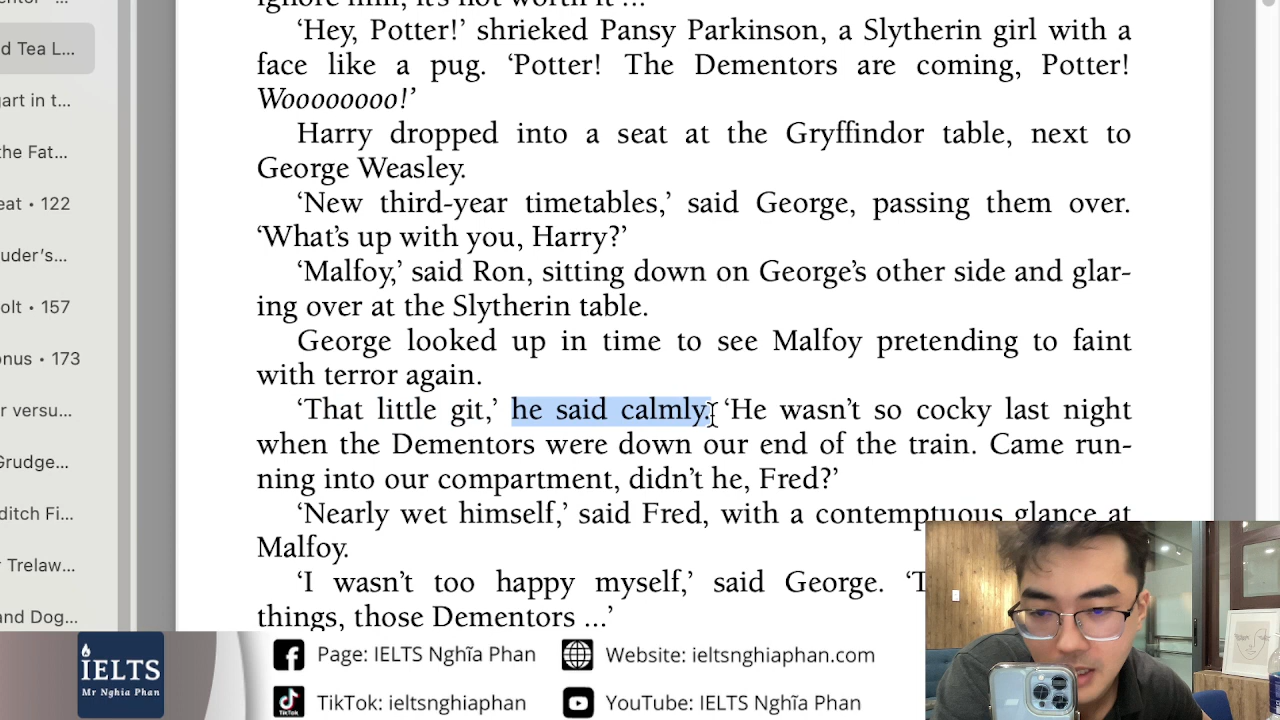 d Tea L...
art in t...
the Fat...
eat • 122
uder's...
olt • 157
onus • 173
r versu...
Grudge...
ditch Fi...
r Trelaw...
and Dog...
ignore him, it's not worth it ...
‘Hey, Potter!’ shrieked Pansy Parkinson, a Slytherin girl with a
face like a pug. ‘Potter! The Dementors are coming, Potter!
Woooooooo!’
Harry dropped into a seat at the Gryffindor table, next to
George Weasley.
‘New third-year timetables,’ said George, passing them over.
‘What’s up with you, Harry?’
‘Malfoy,’ said Ron, sitting down on George’s other side and glar-
ing over at the Slytherin table.
George looked up in time to see Malfoy pretending to faint
with terror again.
‘That little git,’ he said calmly. ‘He wasn’t so cocky last night
when the Dementors were down our end of the train. Came run-
ning into our compartment, didn’t he, Fred?’
‘Nearly wet himself,’ said Fred, with a contemptuous glance at
Malfoy.
‘I wasn’t too happy myself,’ said George.
things, those Dementors ...’
IELTS
Mr Nghia Phan
Page: IELTS Nghĩa Phan
Website: ieltsnghiaphan.com
TikTok: ieltsnghiaphan
YouTube: IELTS Nghĩa Phan